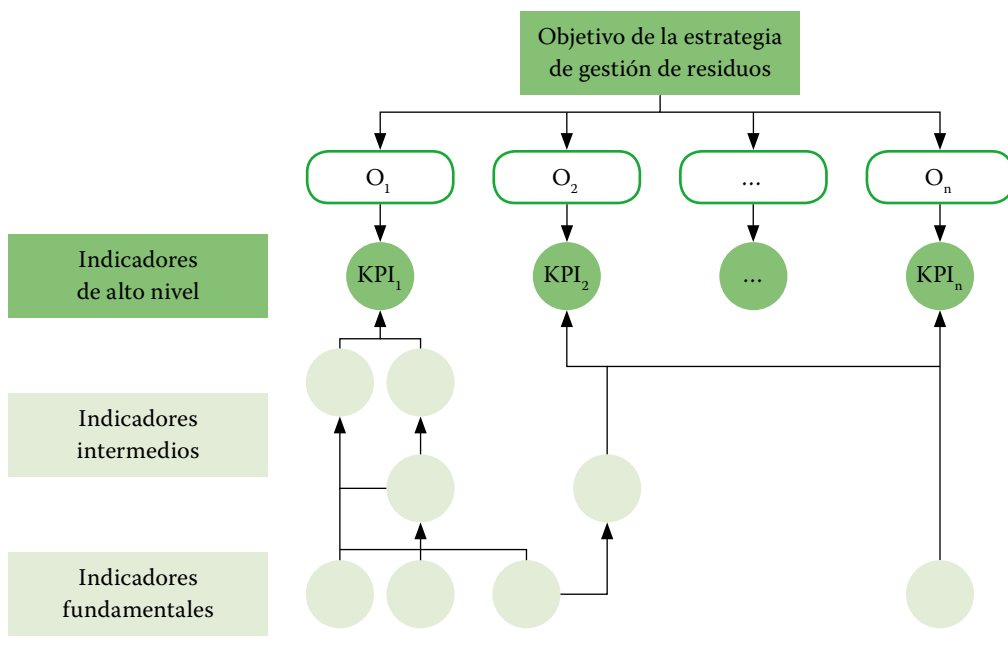 Objetivo de la estrategia
de gestión de residuos
O₁ O₂ ... Oₙ
Indicadores
de alto nivel
KPI₁ KPI₂ ... KPIₙ
Indicadores
intermedios
Indicadores
fundamentales